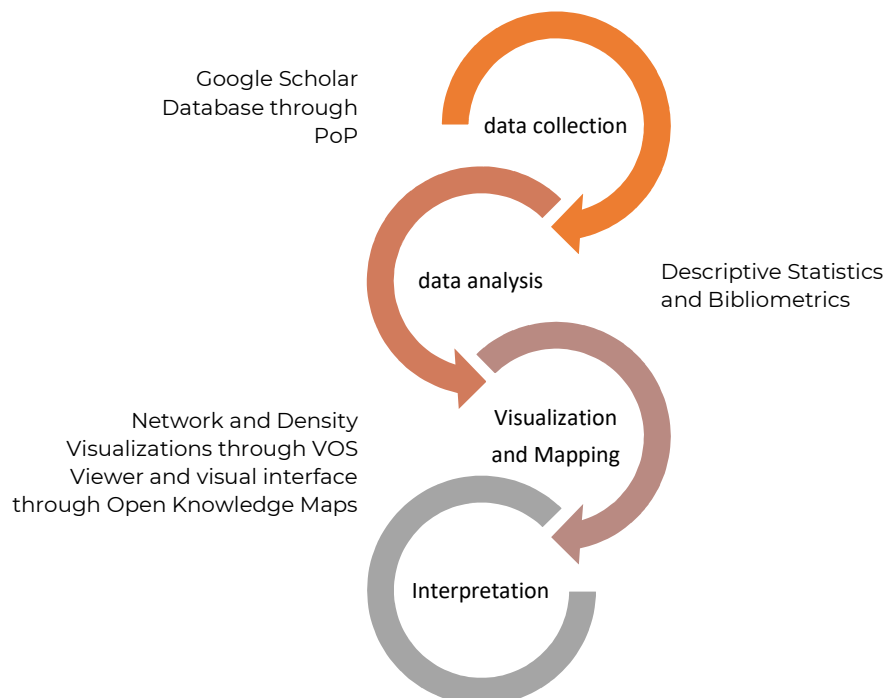 Google Scholar
Database through
PoP
data collection
data analysis
Descriptive Statistics
and Bibliometrics
Network and Density
Visualizations through VOS
Viewer and visual interface
through Open Knowledge Maps
Visualization
and Mapping
Interpretation